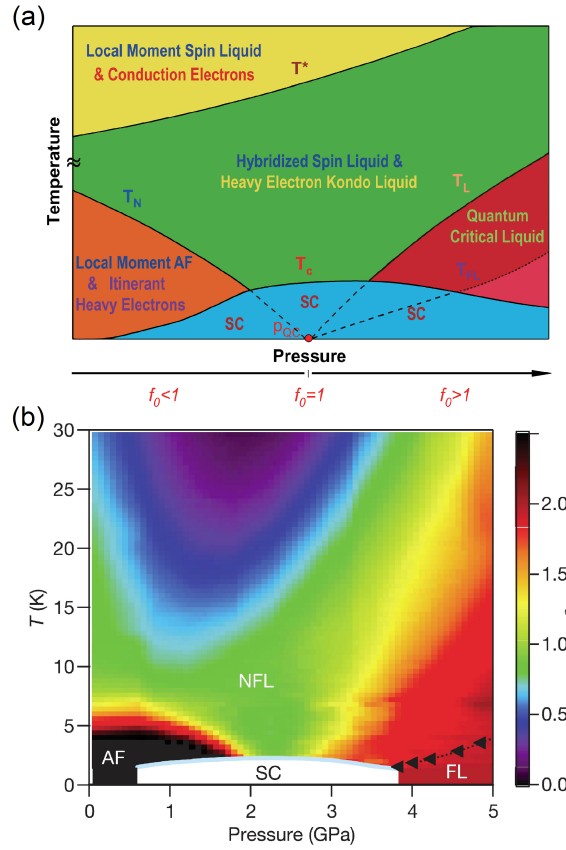 (a)
Local Moment Spin Liquid
& Conduction Electrons
T*
Temperature
Hybridized Spin Liquid &
Heavy Electron Kondo Liquid
T_N
T_L
Quantum
Critical Liquid
Local Moment AF
& Itinerant
Heavy Electrons
T_c
T_FL
SC
SC
SC
p_QC
Pressure
f_0<1
f_0=1
f_0>1
(b)
30
20
15
10
5
0
T (K)
NFL
AF
SC
FL
0
1
2
3
4
5
Pressure (GPa)
2.0
1.5
1.0
0.5
0.0